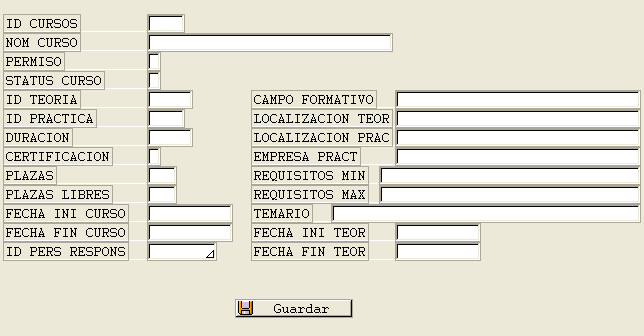 ID CURSOS
NOM CURSO
PERMISO
STATUS CURSO
ID TEORIA CAMPO FORMATIVO
ID PRACTICA LOCALIZACION TEOR
DURACION LOCALIZACION PRAC
CERTIFICACION EMPRESA PRACT
PLAZAS REQUISITOS MIN
PLAZAS LIBRES REQUISITOS MAX
FECHA INI CURSO TEMARIO
FECHA FIN CURSO FECHA INI TEOR
ID PERS RESPONS FECHA FIN TEOR
Guardar